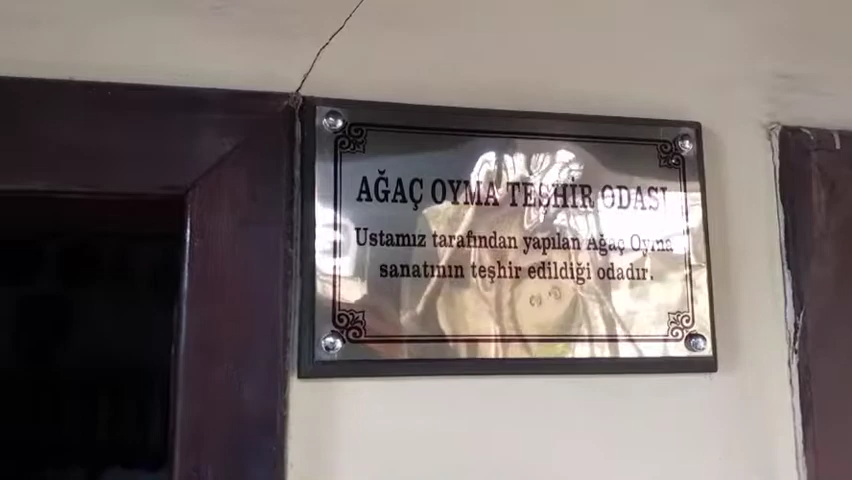 AĞAÇ OYMA TEŞHİR ODASI
Ustamız tarafından yapılan Ağaç Oyma
sanatının teşhir edildiği odadır.